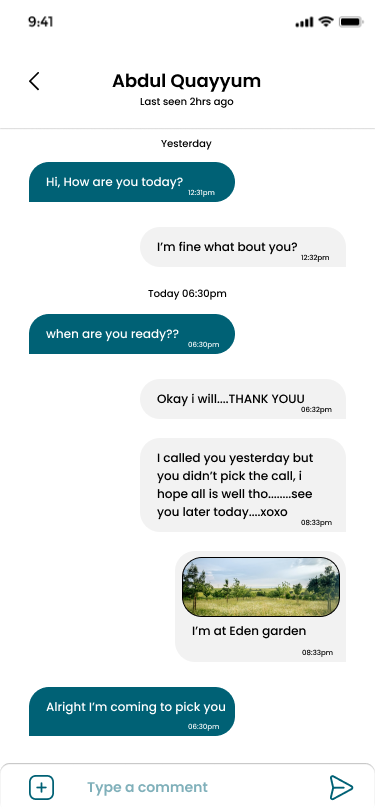 9:41
Abdul Quayyum
Last seen 2hrs ago
Yesterday
Hi, How are you today?
12:31pm
I'm fine what bout you?
12:32pm
Today 06:30pm
when are you ready??
06:30pm
Okay i will....THANK YOUU
06:32pm
I called you yesterday but
you didn't pick the call, i
hope all is well tho........see
you later today....xoxo
08:33pm
I'm at Eden garden
08:33pm
Alright I'm coming to pick you
06:30pm
Type a comment